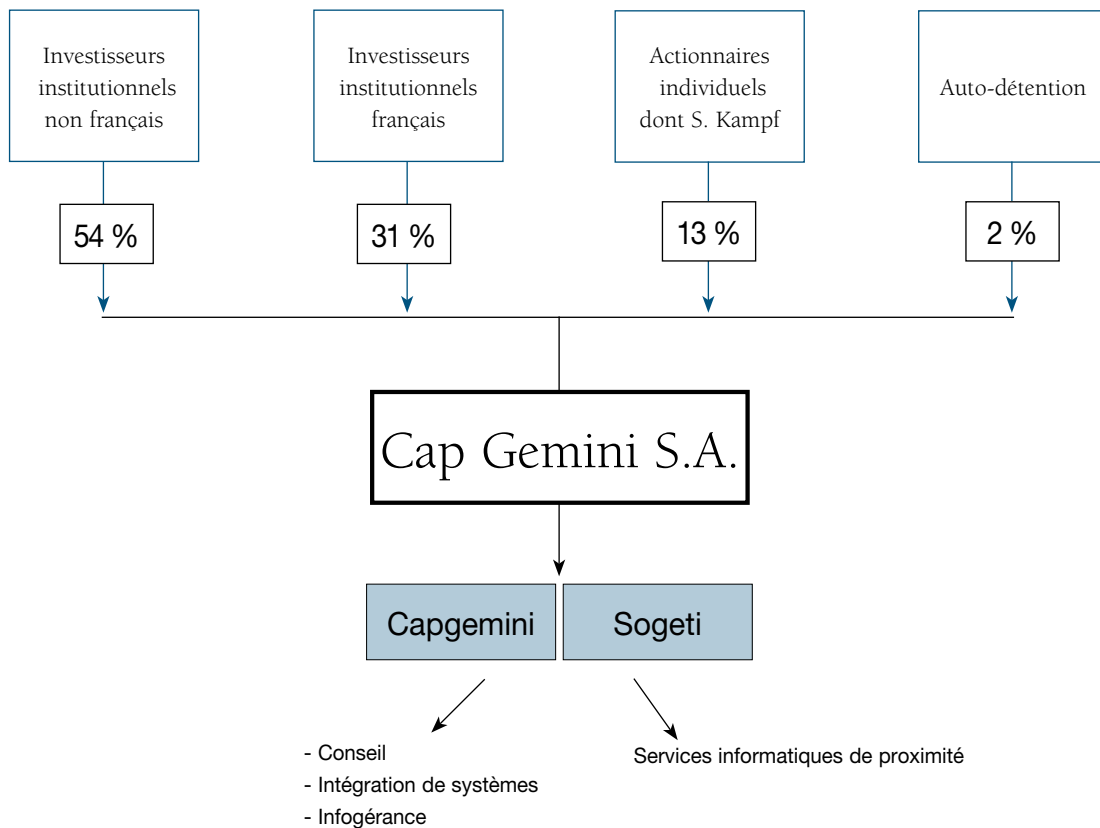 Investisseurs
institutionnels
non français
Investisseurs
institutionnels
français
Actionnaires
individuels
dont S. Kampf
Auto-détention
54 %
31 %
13 %
2 %
Cap Gemini S.A.
Capgemini
Sogeti
- Conseil
- Intégration de systèmes
- Infogérance
Services informatiques de proximité